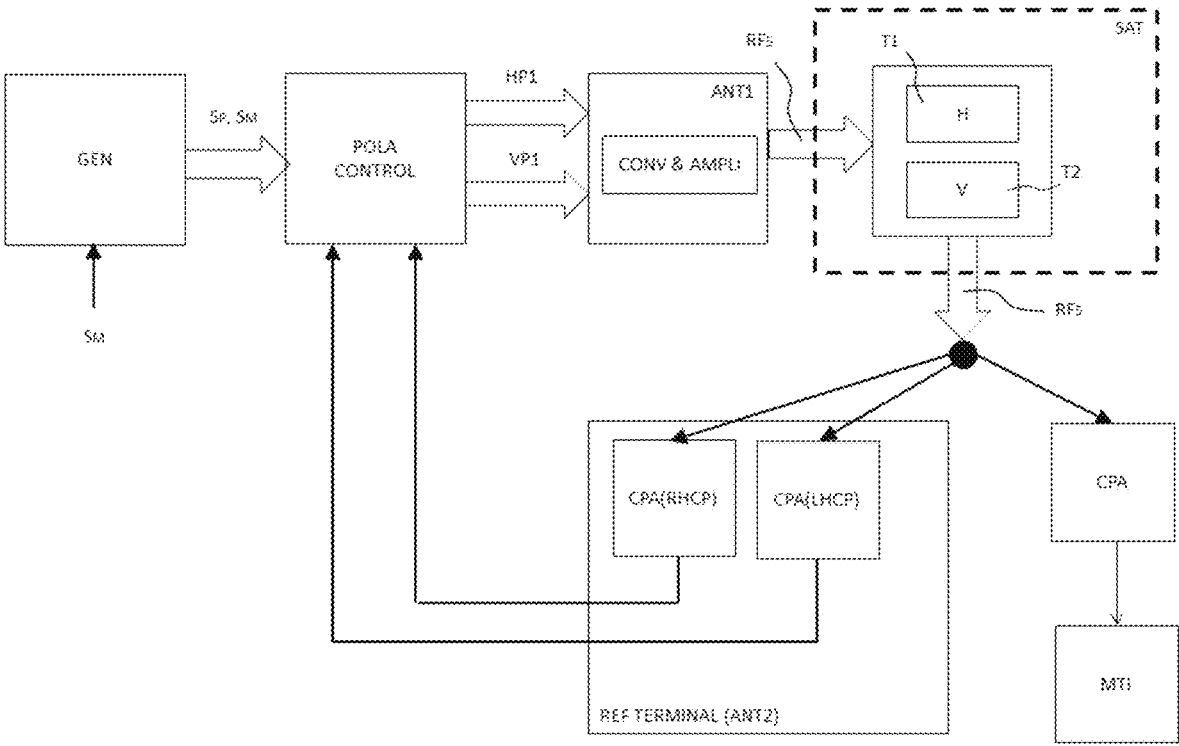 SAT
RFs
T1
HP1
ANT1
SP, SM
H
GEN
POLA
CONTROL
VP1
CONV & AMPLI
T2
V
RFs
SM
CPA
CPA(RHCP)
CPA(LHCP)
MTi
REF TERMINAL (ANT2)